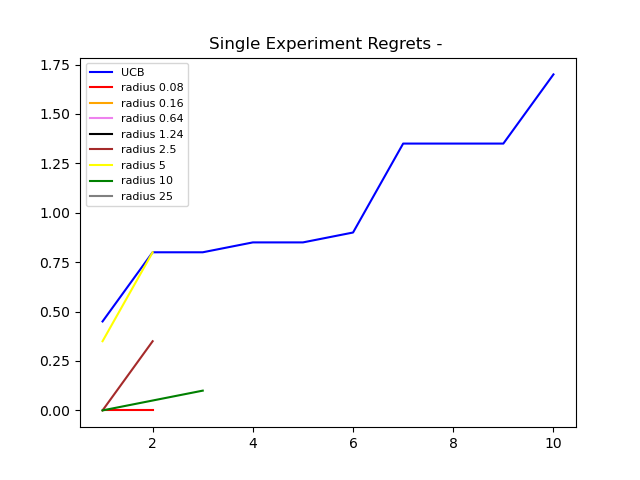 Single Experiment Regrets -
1.75
1.50
1.25
1.00
0.75
0.50
0.25
0.00
UCB
radius 0.08
radius 0.16
radius 0.64
radius 1.24
radius 2.5
radius 5
radius 10
radius 25
2 4 6 8 10